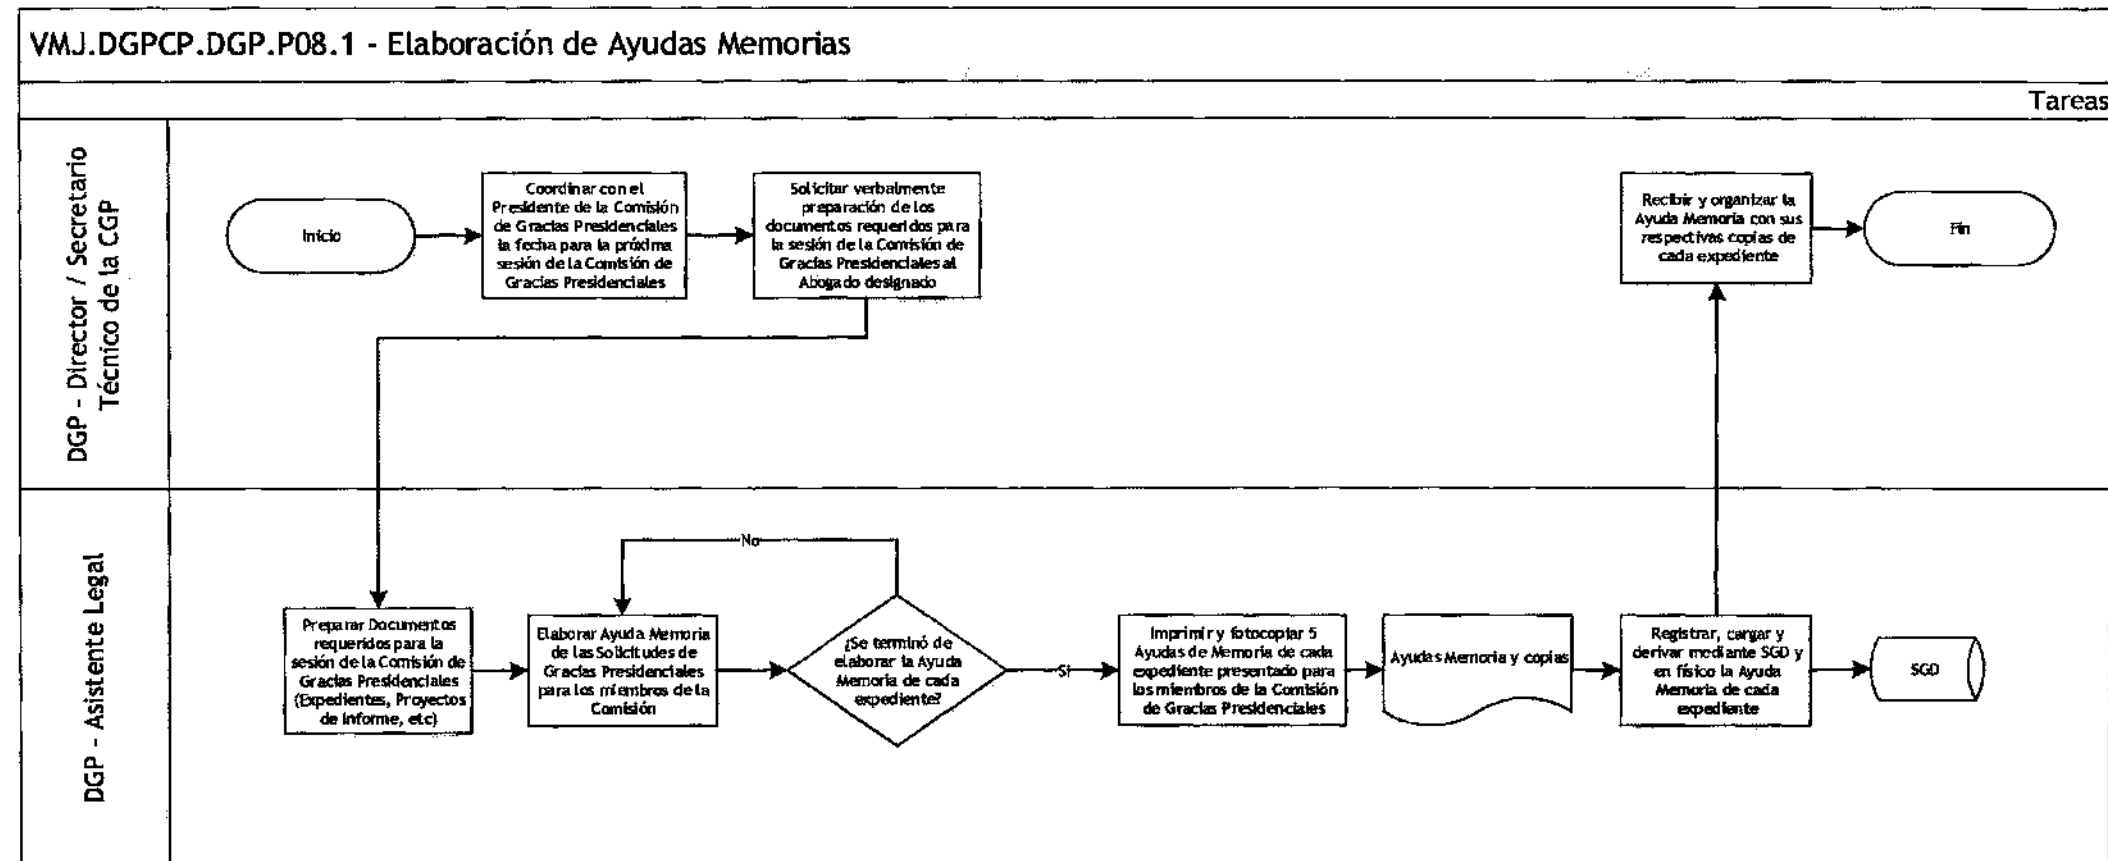 VMJ.DGPCP.DGP.P08.1 - Elaboración de Ayudas Memorias
Tareas
DGP - Director / Secretario
Técnico de la CGP
Inicio
Coordinar con el
Presidente de la Comisión
de Gracias Presidenciales
la fecha para la próxima
sesión de la Comisión de
Gracias Presidenciales
Solicitar verbalmente
preparación de los
documentos requeridos para
la sesión de la Comisión de
Gracias Presidenciales al
Abogado designado
Recibir y organizar la
Ayuda Memoria con sus
respectivas copias de
cada expediente
Fin
DGP - Asistente Legal
Preparar Documentos
requeridos para la
sesión de la Comisión de
Gracias Presidenciales
(Expedientes, Proyectos
de Informe, etc)
Elaborar Ayuda Memoria
de las Solicitudes de
Gracias Presidenciales
para los miembros de la
Comisión
No
¿Se terminó de
elaborar la Ayuda
Memoria de cada
expediente?
Si
Imprimir y fotocopiar 5
Ayudas de Memoria de cada
expediente presentado para
los miembros de la Comisión
de Gracias Presidenciales
Ayudas Memoria y copias
Registrar, cargar y
derivar mediante SGD y
en físico la Ayuda
Memoria de cada
expediente
SGD